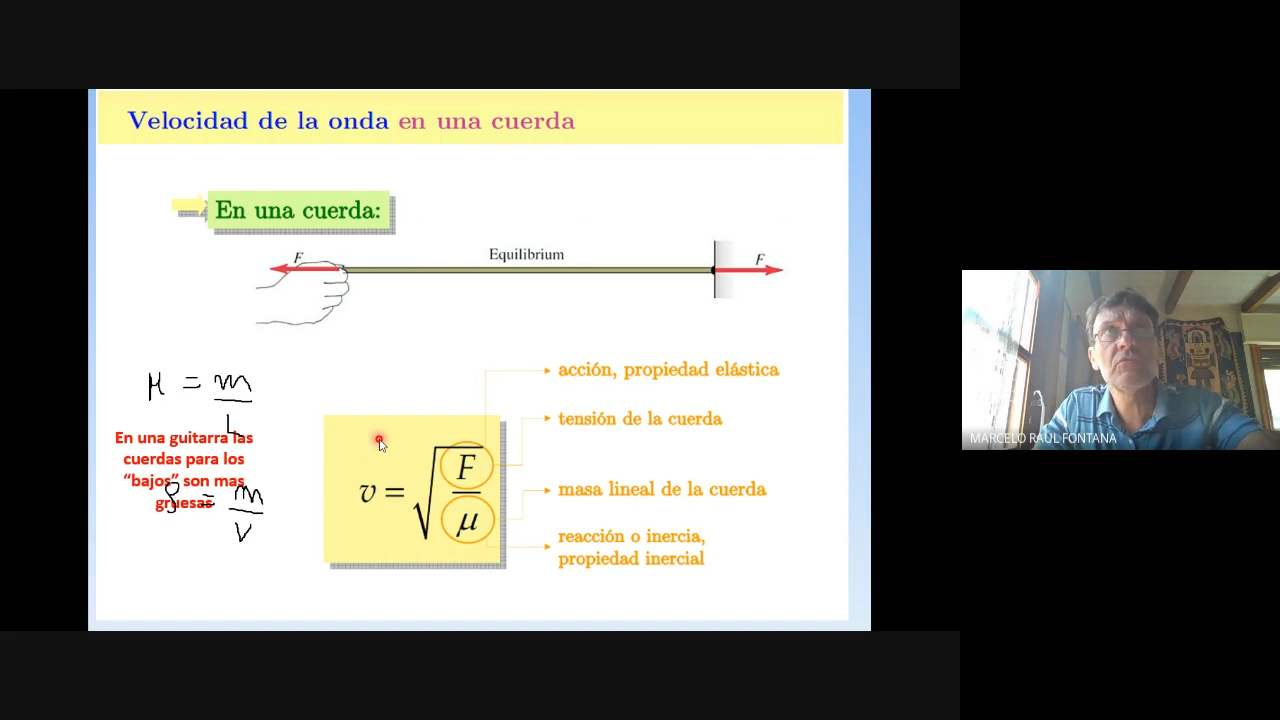 Velocidad de la onda en una cuerda
En una cuerda:
F
Equilibrium
F
μ = m/L
En una guitarra las
cuerdas para los
“bajos” son mas
gruesas
ρ = m/V
v = √(F/μ)
acción, propiedad elástica
tensión de la cuerda
masa lineal de la cuerda
reacción o inercia,
propiedad inercial
MARCELO RAUL FONTANA